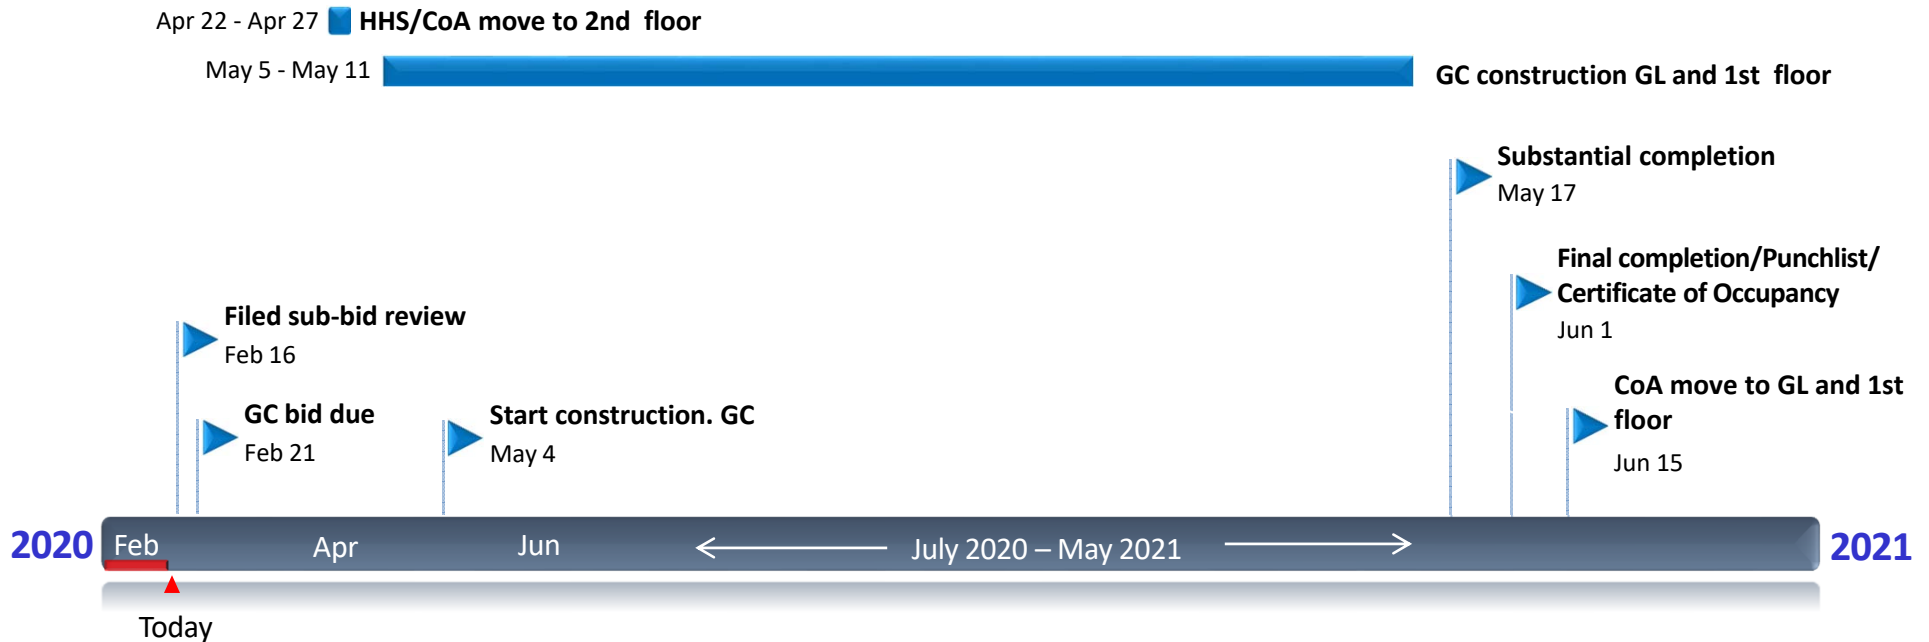 Apr 22 - Apr 27 HHS/CoA move to 2nd floor
May 5 - May 11 GC construction GL and 1st floor
Substantial completion
May 17
Final completion/Punchlist/
Certificate of Occupancy
Jun 1
Filed sub-bid review
Feb 16
CoA move to GL and 1st
floor
Jun 15
GC bid due
Feb 21
Start construction. GC
May 4
2020 Feb Apr Jun July 2020 – May 2021 2021
Today